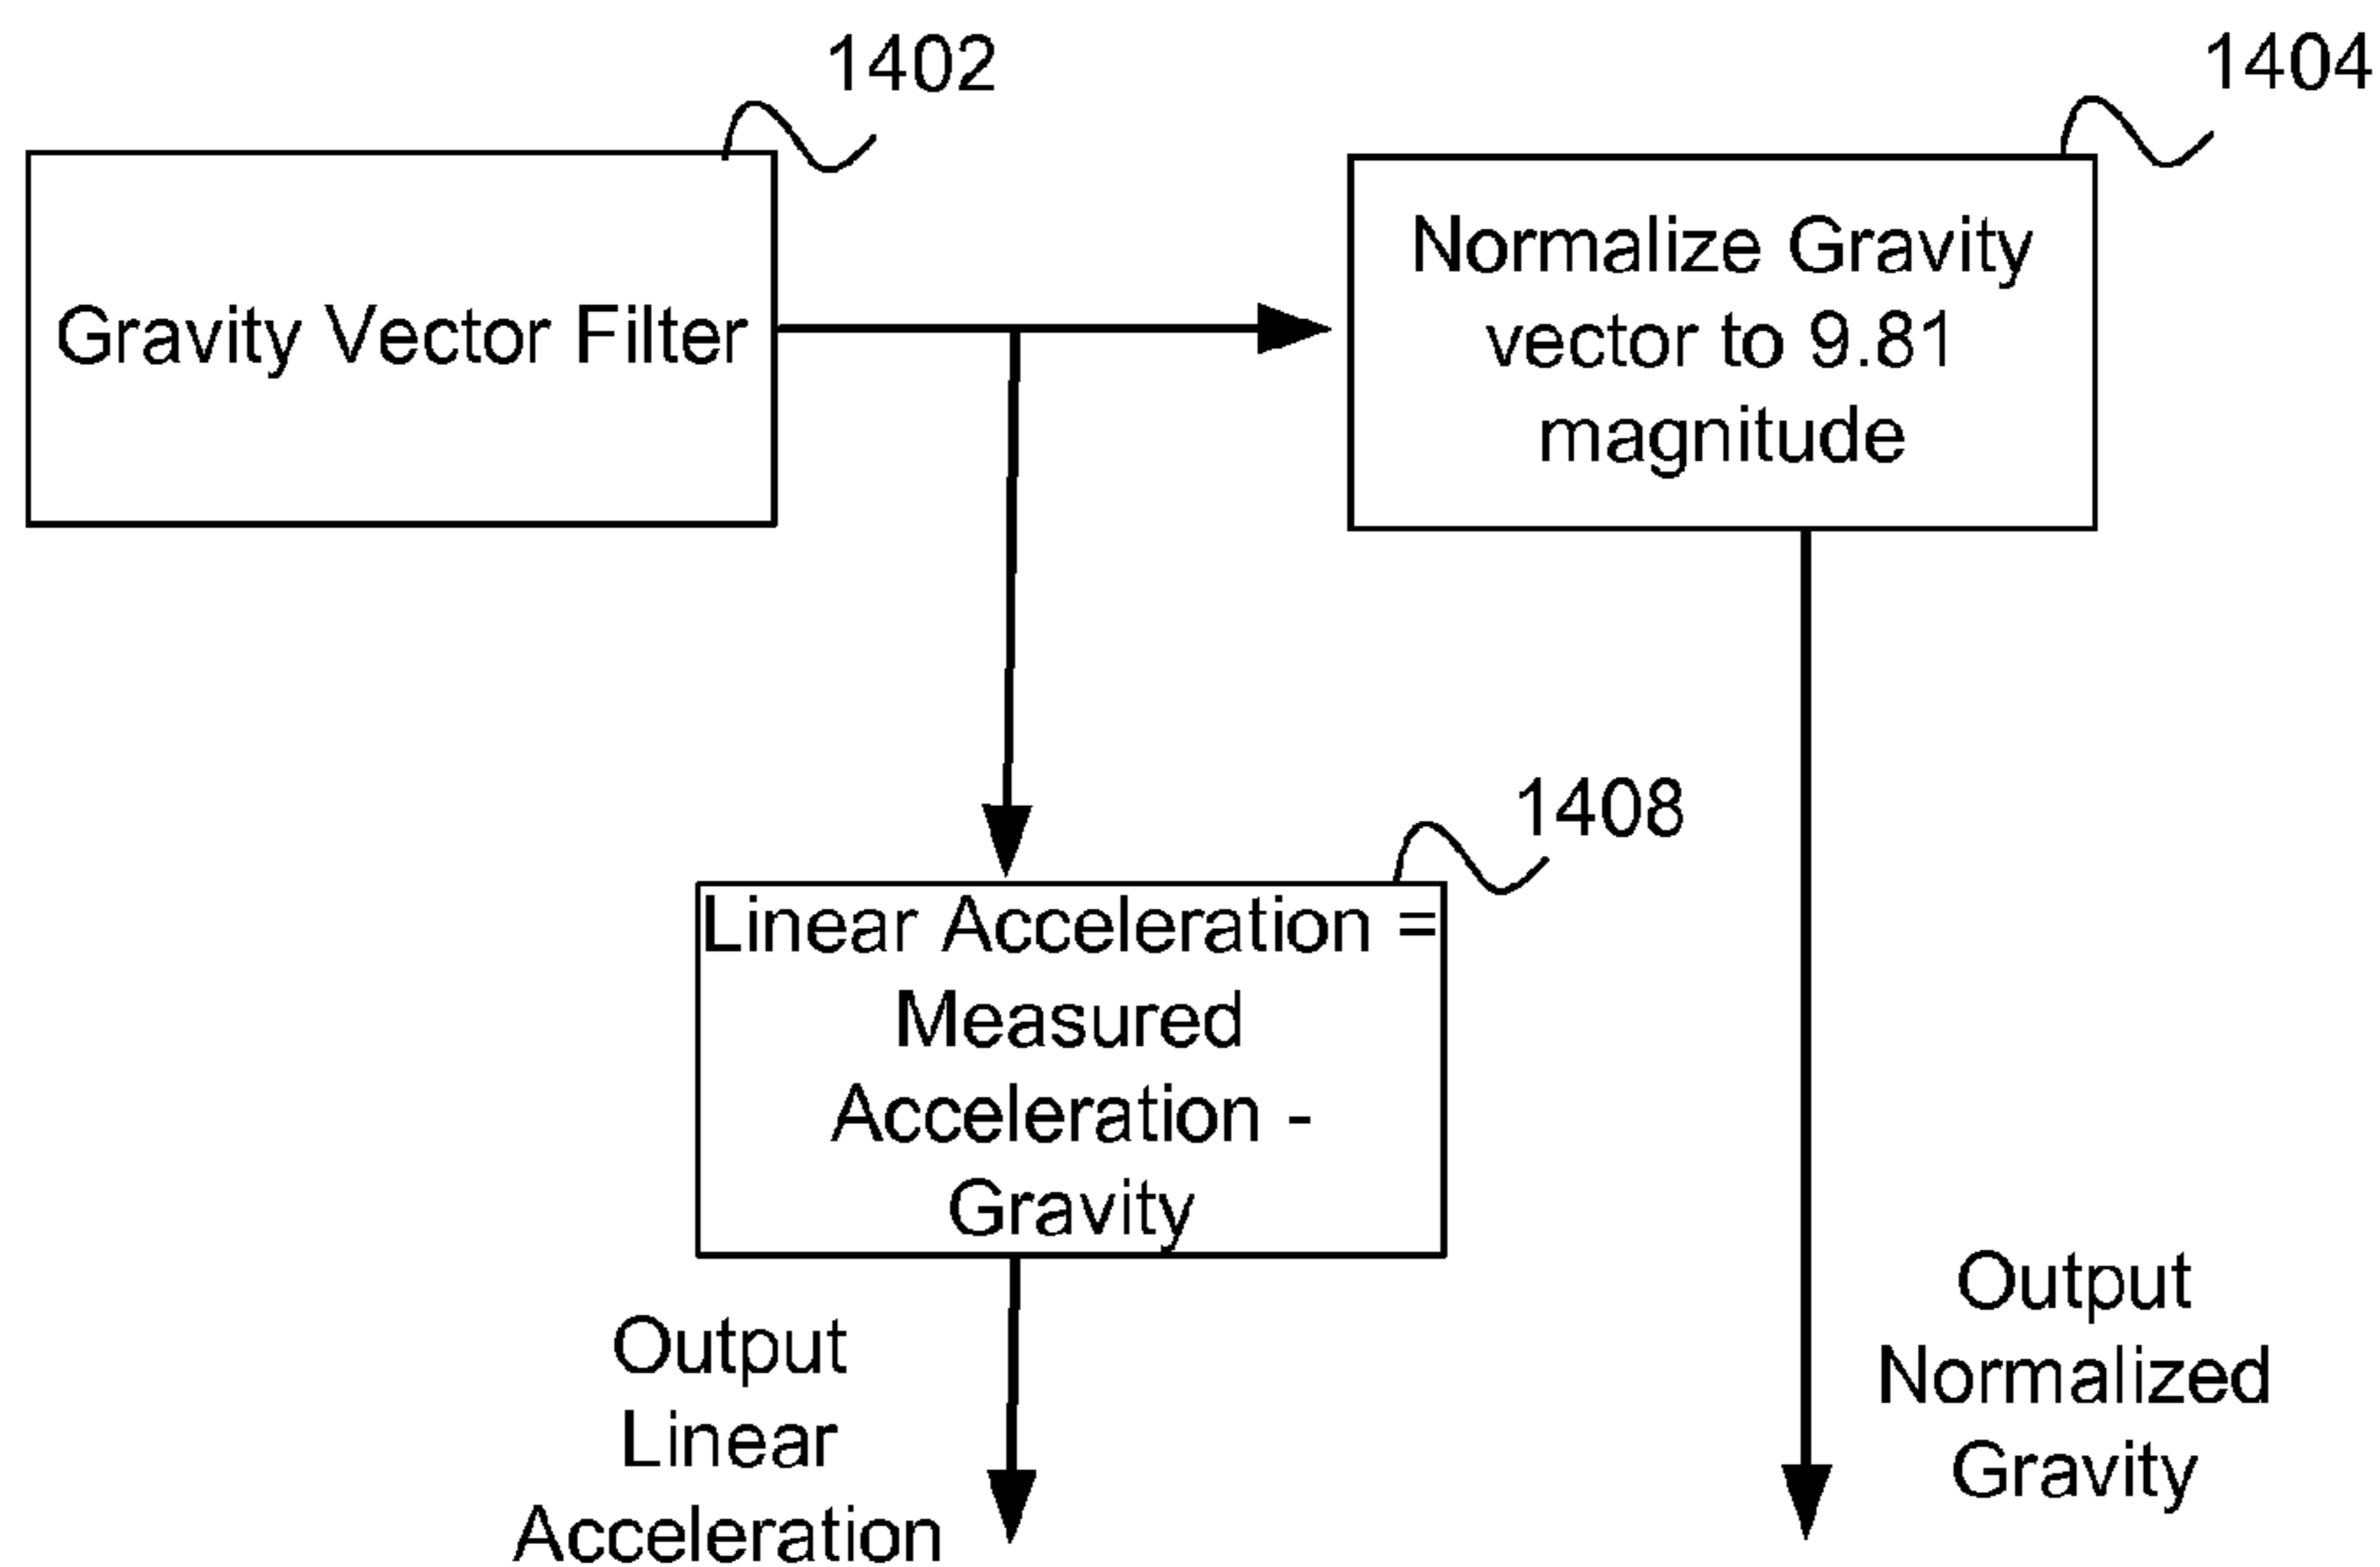 1402
1404
Gravity Vector Filter
Normalize Gravity
vector to 9.81
magnitude
1408
Linear Acceleration =
Measured
Acceleration -
Gravity
Output
Linear
Acceleration
Output
Normalized
Gravity